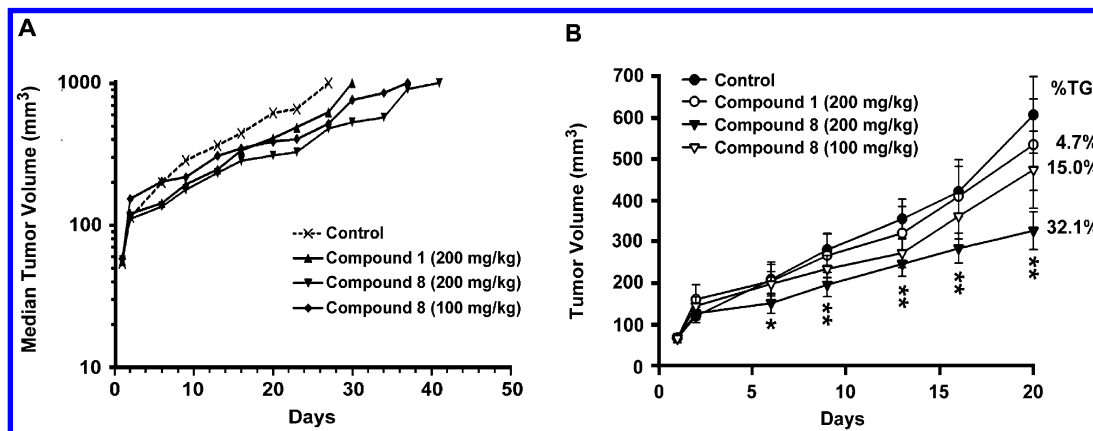 A
Median Tumor Volume (mm³)
1000
100
10
Control
Compound 1 (200 mg/kg)
Compound 8 (200 mg/kg)
Compound 8 (100 mg/kg)
0 10 20 30 40 50
Days
B
Tumor Volume (mm³)
700
600
500
400
300
200
100
0
Control
Compound 1 (200 mg/kg)
Compound 8 (200 mg/kg)
Compound 8 (100 mg/kg)
%TG
4.7%
15.0%
32.1%
*
**
**
**
**
0 5 10 15 20
Days